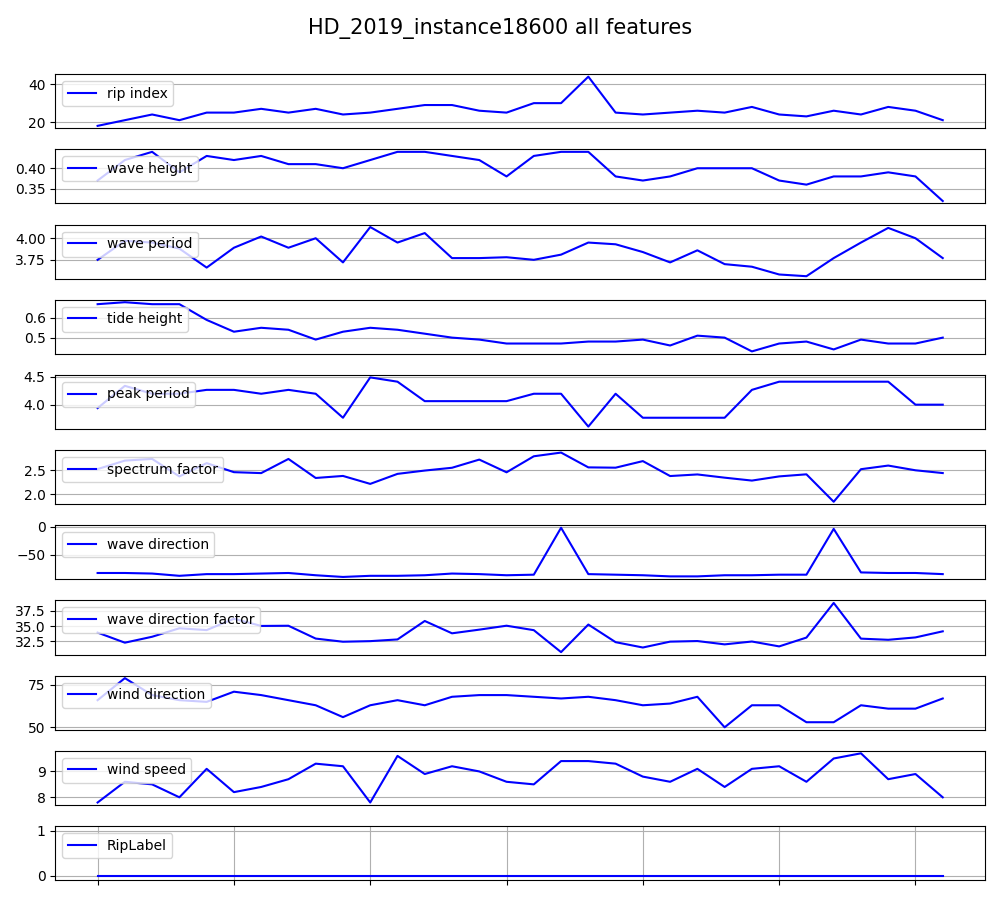 HD_2019_instance18600 all features
40
20
rip index
0.40
0.35
wave height
4.00
3.75
wave period
0.6
0.5
tide height
4.5
4.0
peak period
2.5
2.0
spectrum factor
0
−50
wave direction
37.5
35.0
32.5
wave direction factor
75
50
wind direction
9
8
wind speed
1
0
RipLabel